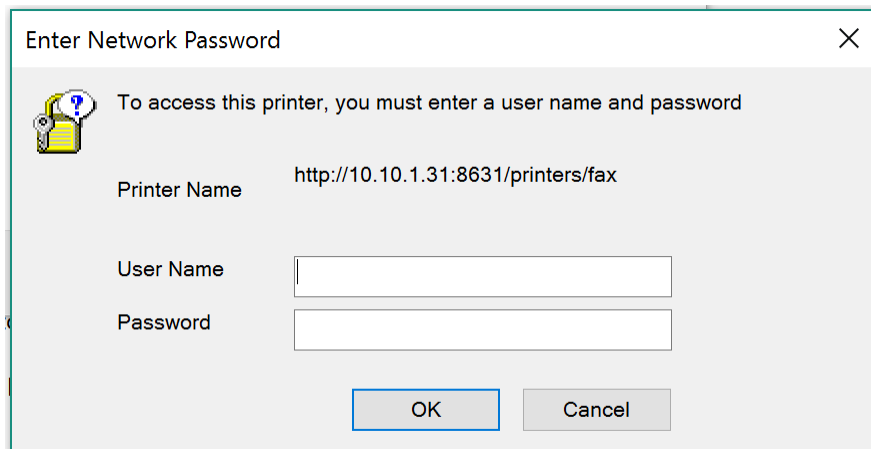 Enter Network Password
?
To access this printer, you must enter a user name and password
Printer Name http://10.10.1.31:8631/printers/fax
User Name
Password
OK Cancel